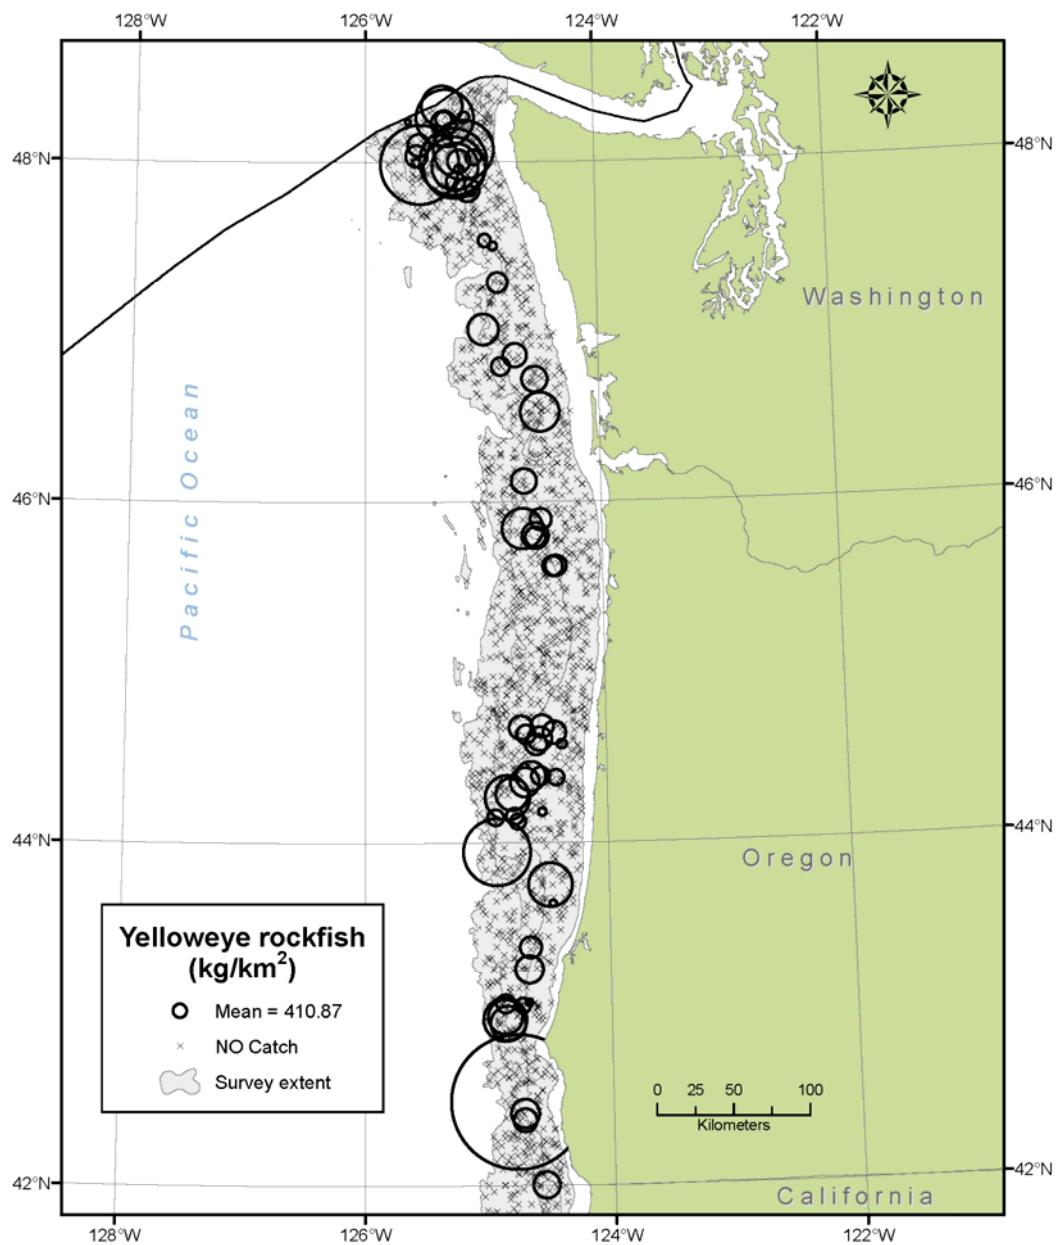 128°W 126°W 124°W 122°W
48°N 48°N
Washington
Pacific Ocean
46°N 46°N
44°N 44°N
Oregon
Yelloweye rockfish
(kg/km²)
Mean = 410.87
NO Catch
Survey extent
0 25 50 100
Kilometers
42°N 42°N
California
128°W 126°W 124°W 122°W